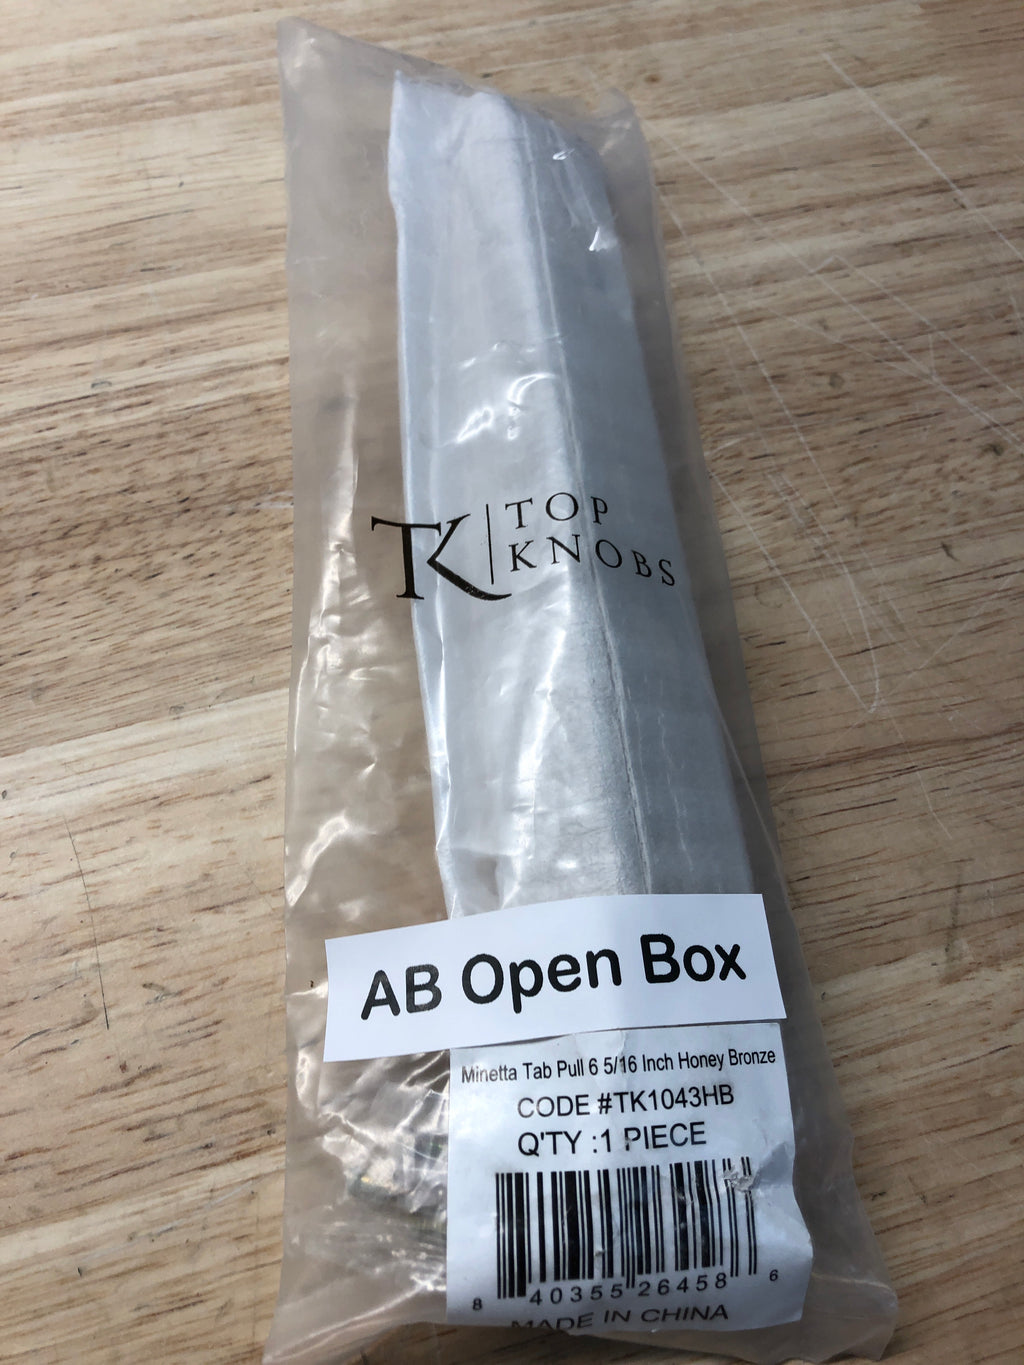 TK TOP
KNOBS
AB Open Box
Minetta Tab Pull 6 5/16 Inch Honey Bronze
CODE #TK1043HB
Q'TY :1 PIECE
8 40355 26458 6
MADE IN CHINA